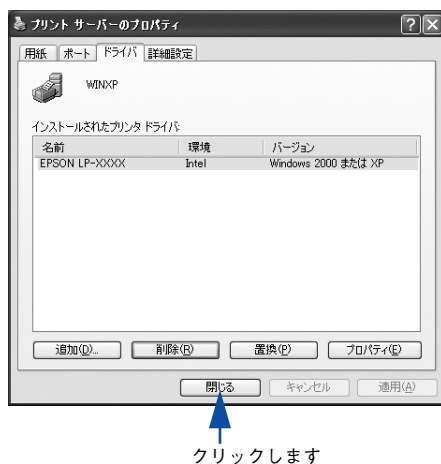 プリント サーバーのプロパティ
用紙 ポート ドライバ 詳細設定
WINXP
インストールされたプリンタ ドライバ:
名前 環境 バージョン
EPSON LP-XXXX Intel Windows 2000 または XP
追加(D)... 削除(R) 置換(P) プロパティ(E)
閉じる キャンセル 適用(A)
クリックします